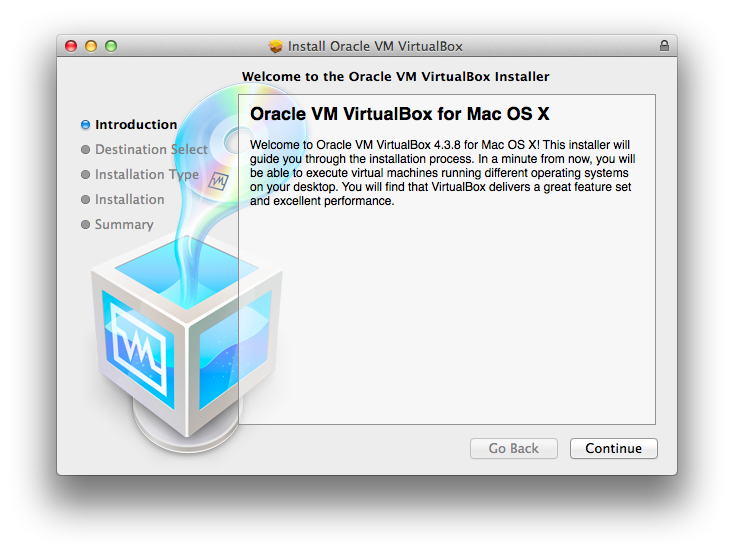 Install Oracle VM VirtualBox
Welcome to the Oracle VM VirtualBox Installer
Introduction
Destination Select
Installation Type
Installation
Summary
Oracle VM VirtualBox for Mac OS X
Welcome to Oracle VM VirtualBox 4.3.8 for Mac OS X! This installer will
guide you through the installation process. In a minute from now, you will
be able to execute virtual machines running different operating systems
on your desktop. You will find that VirtualBox delivers a great feature set
and excellent performance.
Go Back
Continue